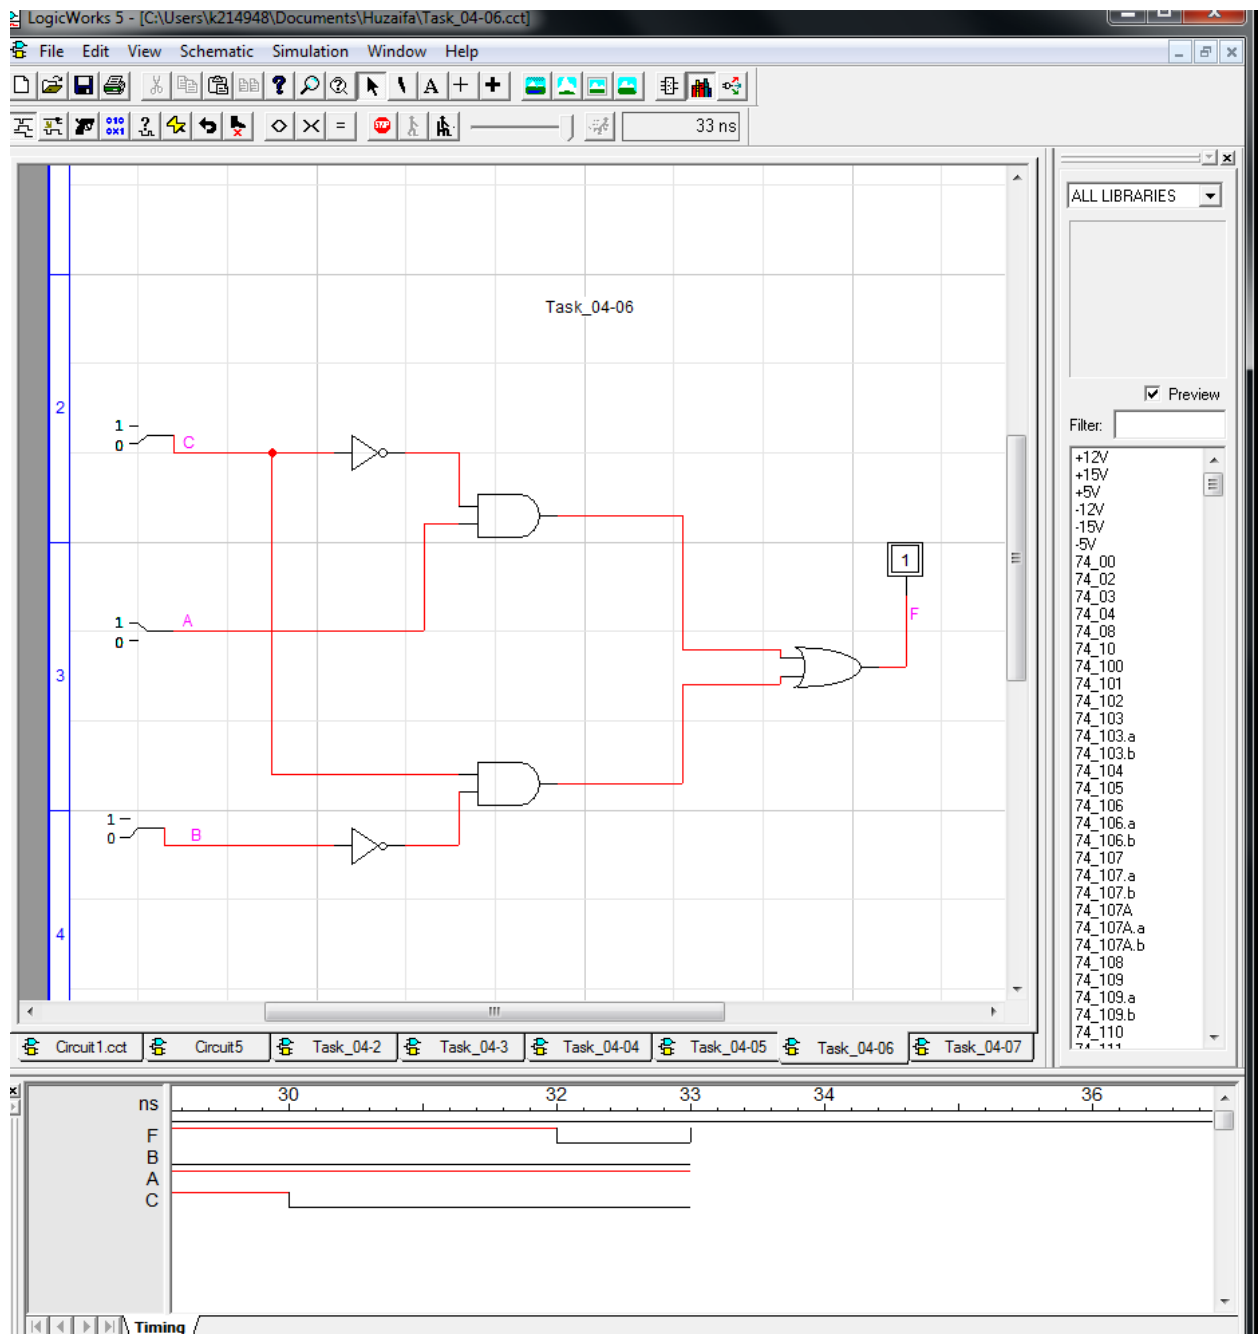 LogicWorks 5 - [C:\Users\k214948\Documents\Huzaifa\Task_04-06.cct]
File Edit View Schematic Simulation Window Help
33 ns
ALL LIBRARIES
Preview
Filter:
+12V
+15V
+5V
-12V
-15V
-5V
74_00
74_02
74_03
74_04
74_08
74_10
74_100
74_101
74_102
74_103
74_103.a
74_103.b
74_104
74_105
74_106
74_106.a
74_106.b
74_107
74_107.a
74_107.b
74_107A
74_107A.a
74_107A.b
74_108
74_109
74_109.a
74_109.b
74_110
74_111
Task_04-06
2
1
0
C
1
0
A
1
F
3
1
0
B
4
Circuit1.cct Circuit5 Task_04-2 Task_04-3 Task_04-04 Task_04-05 Task_04-06 Task_04-07
ns 30 32 33 34 36
F
B
A
C
Timing